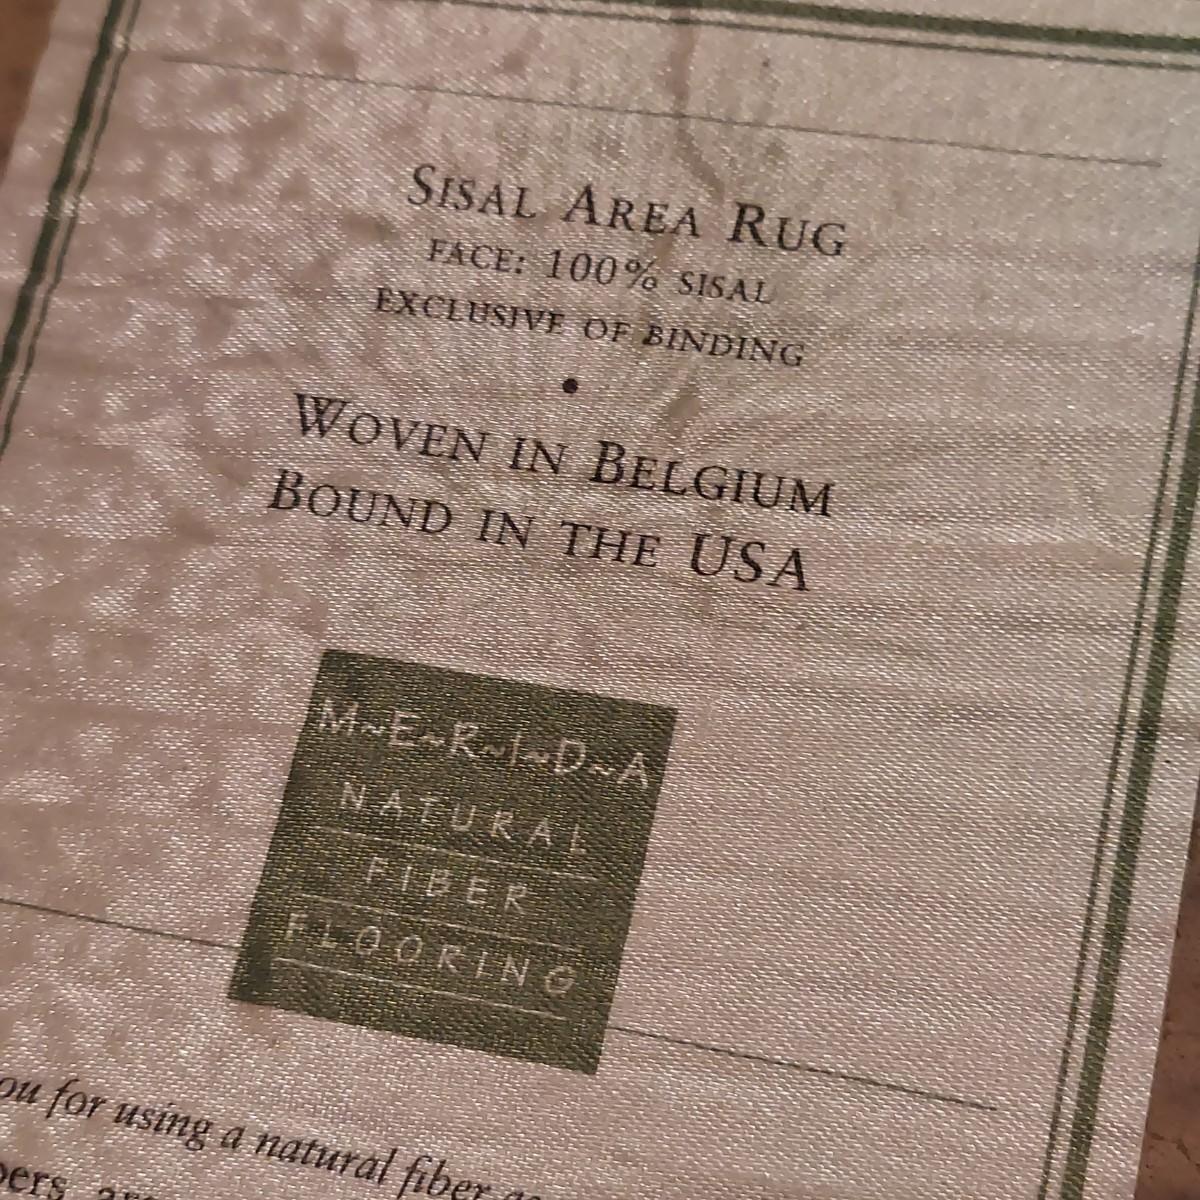 SISAL AREA RUG
FACE: 100% SISAL
EXCLUSIVE OF BINDING
•
WOVEN IN BELGIUM
BOUND IN THE USA
M~E~R~I~D~A
NATURAL
FIBER
FLOORING
ou for using a natural fiber